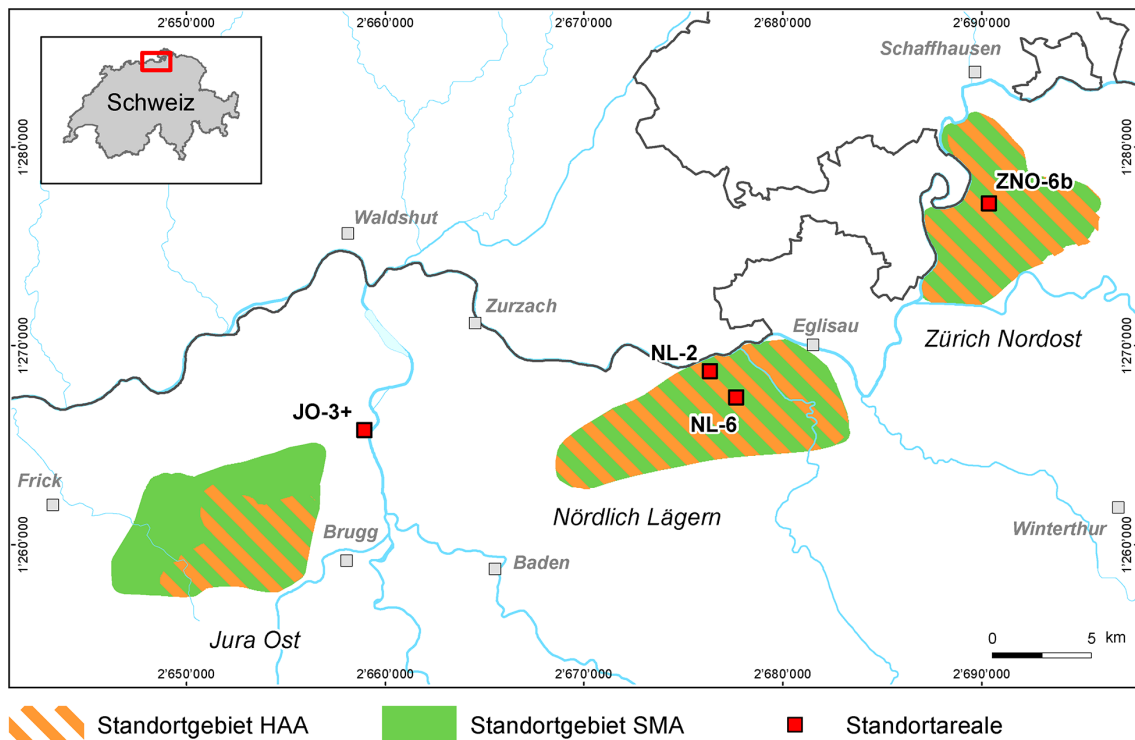 2'650'000
2'660'000
2'670'000
2'680'000
2'690'000
Schweiz
Schaffhausen
1'280'000
1'280'000
ZNO-6b
Waldshut
Zurzach
Eglisau
Zürich Nordost
1'270'000
1'270'000
NL-2
NL-6
JO-3+
Frick
Nördlich Lägern
Winterthur
Brugg
Baden
1'260'000
1'260'000
Jura Ost
0 5 km
2'650'000
2'660'000
2'670'000
2'680'000
2'690'000
Standortgebiet HAA
Standortgebiet SMA
Standortareale